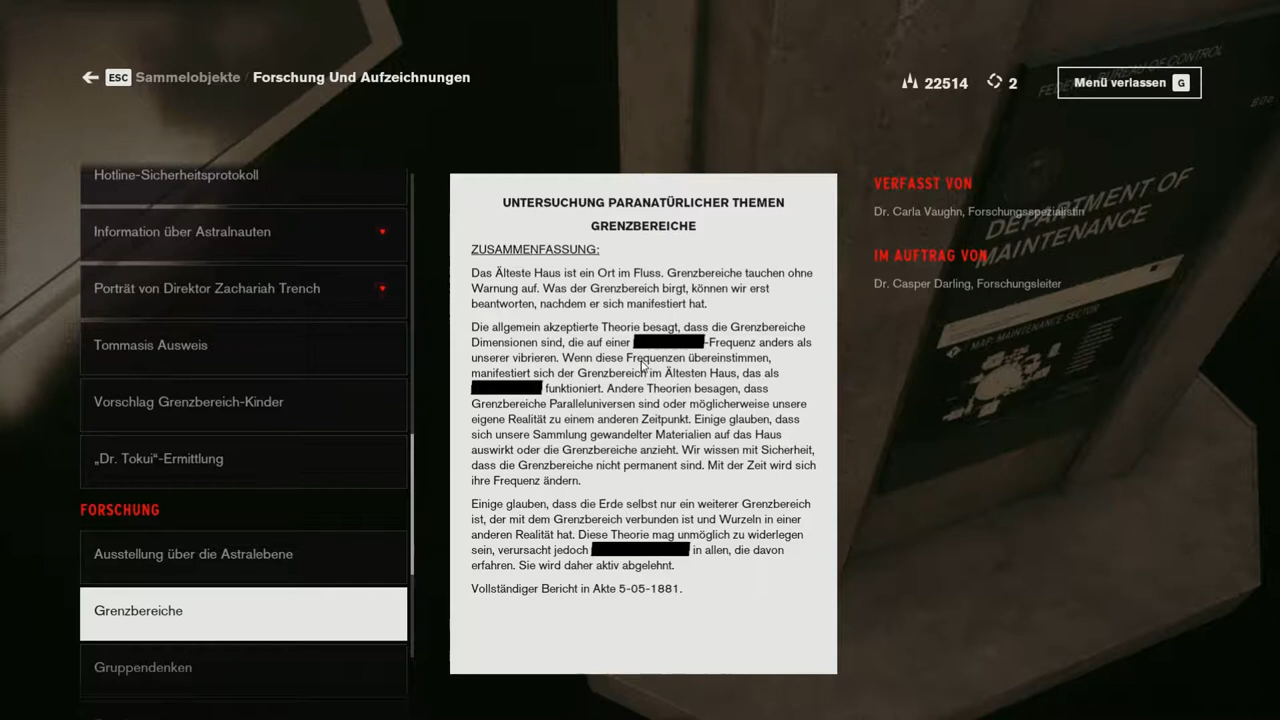 ESC Sammelobjekte / Forschung Und Aufzeichnungen
22514 2
Menü verlassen G
Hotline-Sicherheitsprotokoll
Information über Astralnauten
Porträt von Direktor Zachariah Trench
Tommasis Ausweis
Vorschlag Grenzbereich-Kinder
„Dr. Tokui“-Ermittlung
FORSCHUNG
Ausstellung über die Astralebene
Grenzbereiche
Gruppendenken
UNTERSUCHUNG PARANATÜRLICHER THEMEN
GRENZBEREICHE
ZUSAMMENFASSUNG:
Das Älteste Haus ist ein Ort im Fluss. Grenzbereiche tauchen ohne
Warnung auf. Was der Grenzbereich birgt, können wir erst
beantworten, nachdem er sich manifestiert hat.
Die allgemein akzeptierte Theorie besagt, dass die Grenzbereiche
Dimensionen sind, die auf einer -Frequenz anders als
unserer vibrieren. Wenn diese Frequenzen übereinstimmen,
manifestiert sich der Grenzbereich im Ältesten Haus, das als
funktioniert. Andere Theorien besagen, dass
Grenzbereiche Paralleluniversen sind oder möglicherweise unsere
eigene Realität zu einem anderen Zeitpunkt. Einige glauben, dass
sich unsere Sammlung gewandelter Materialien auf das Haus
auswirkt oder die Grenzbereiche anzieht. Wir wissen mit Sicherheit,
dass die Grenzbereiche nicht permanent sind. Mit der Zeit wird sich
ihre Frequenz ändern.
Einige glauben, dass die Erde selbst nur ein weiterer Grenzbereich
ist, der mit dem Grenzbereich verbunden ist und Wurzeln in einer
anderen Realität hat. Diese Theorie mag unmöglich zu widerlegen
sein, verursacht jedoch in allen, die davon
erfahren. Sie wird daher aktiv abgelehnt.
Vollständiger Bericht in Akte 5-05-1881.
VERFASST VON
Dr. Carla Vaughn, Forschungsspezialistin
IM AUFTRAG VON
Dr. Casper Darling, Forschungsleiter
FEDERAL BUREAU OF CONTROL
DEPARTMENT OF
MAINTENANCE
MAP: MAINTENANCE SECTOR